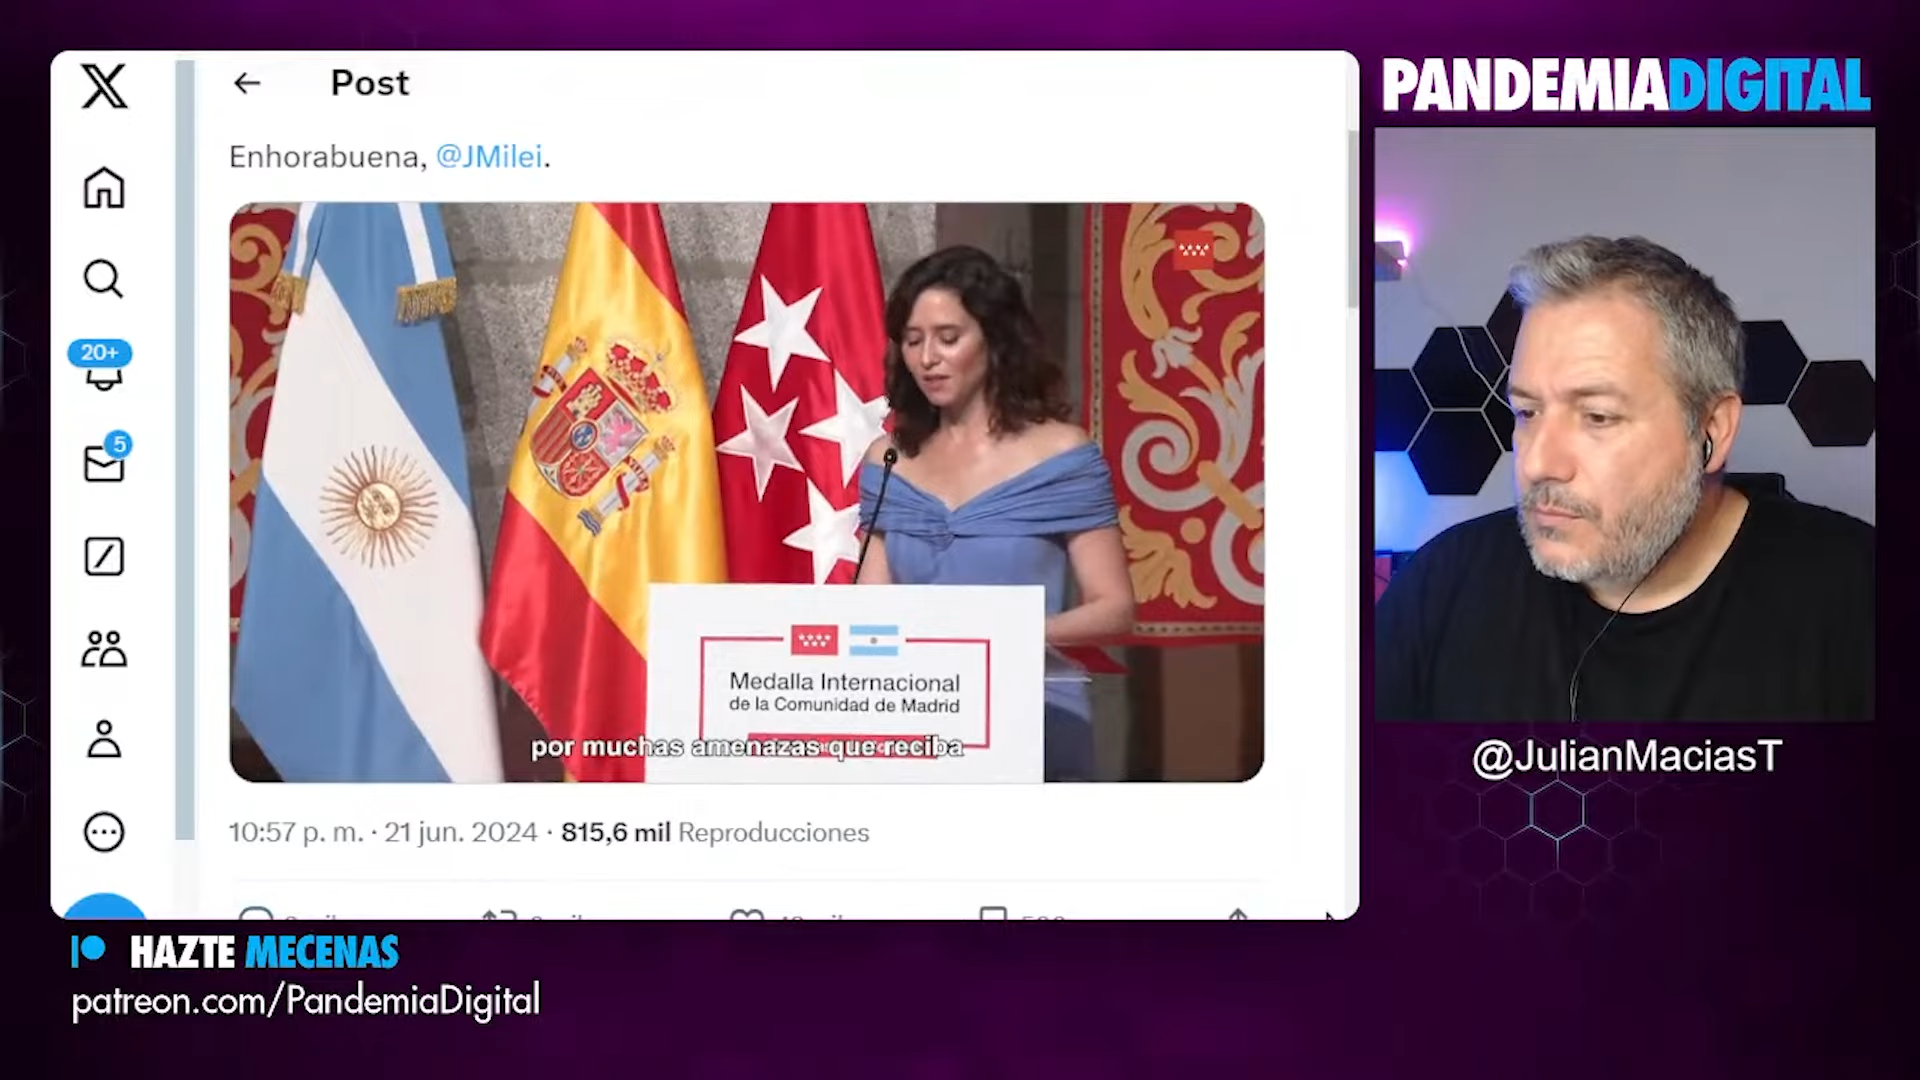 Post
Enhorabuena, @JMilei.
20+
5
Medalla Internacional
de la Comunidad de Madrid
por muchas amenazas que reciba
10:57 p. m. · 21 jun. 2024 · 815,6 mil Reproducciones
PANDEMIADIGITAL
@JulianMaciasT
HAZTE MECENAS
patreon.com/PandemiaDigital